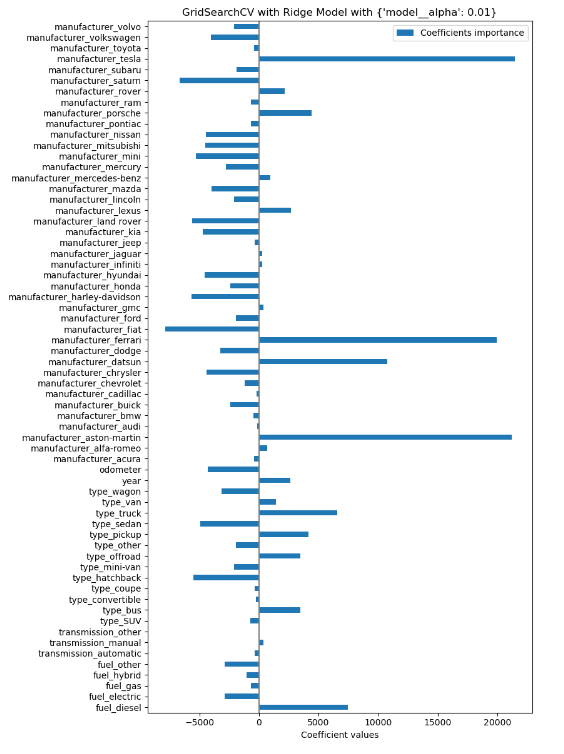 GridSearchCV with Ridge Model with {'model__alpha': 0.01}
Coefficients importance
manufacturer_volvo
manufacturer_volkswagen
manufacturer_toyota
manufacturer_tesla
manufacturer_subaru
manufacturer_saturn
manufacturer_rover
manufacturer_ram
manufacturer_porsche
manufacturer_pontiac
manufacturer_nissan
manufacturer_mitsubishi
manufacturer_mini
manufacturer_mercury
manufacturer_mercedes-benz
manufacturer_mazda
manufacturer_lincoln
manufacturer_lexus
manufacturer_land rover
manufacturer_kia
manufacturer_jeep
manufacturer_jaguar
manufacturer_infiniti
manufacturer_hyundai
manufacturer_honda
manufacturer_harley-davidson
manufacturer_gmc
manufacturer_ford
manufacturer_fiat
manufacturer_ferrari
manufacturer_dodge
manufacturer_datsun
manufacturer_chrysler
manufacturer_chevrolet
manufacturer_cadillac
manufacturer_buick
manufacturer_bmw
manufacturer_audi
manufacturer_aston-martin
manufacturer_alfa-romeo
manufacturer_acura
odometer
year
type_wagon
type_van
type_truck
type_sedan
type_pickup
type_other
type_offroad
type_mini-van
type_hatchback
type_coupe
type_convertible
type_bus
type_SUV
transmission_other
transmission_manual
transmission_automatic
fuel_other
fuel_hybrid
fuel_gas
fuel_electric
fuel_diesel
−5000 0 5000 10000 15000 20000
Coefficient values